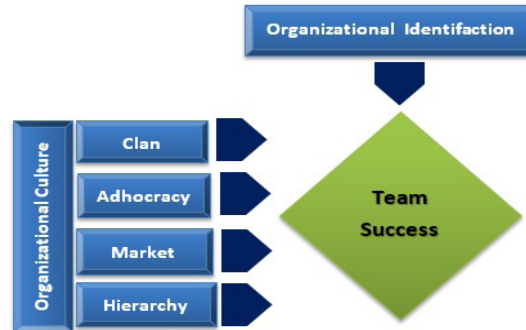 Organizational Identifaction
Organizational Culture
Clan
Adhocracy
Market
Hierarchy
Team
Success